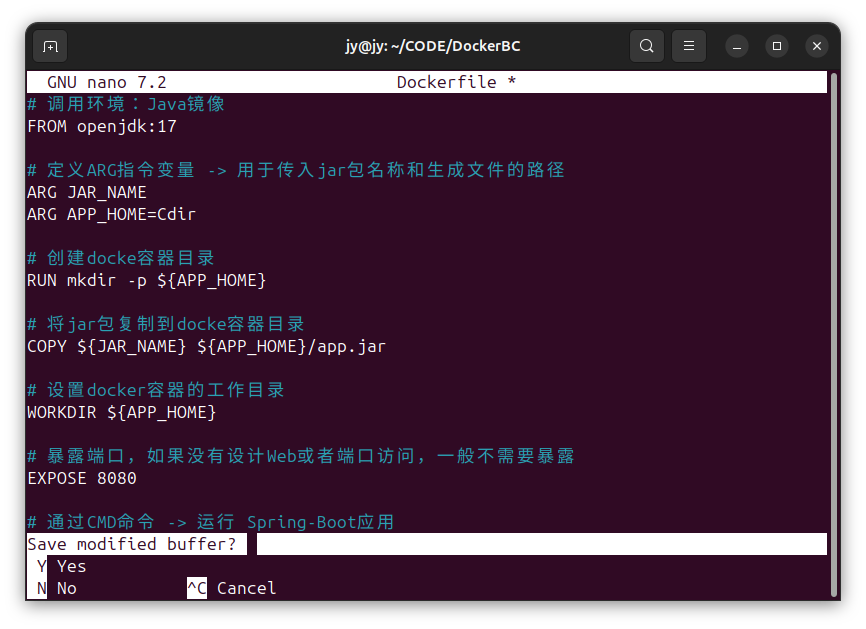 jy@jy: ~/CODE/DockerBC
GNU nano 7.2 Dockerfile *
# 调用环境：Java镜像
FROM openjdk:17
# 定义ARG指令变量 -> 用于传入jar包名称和生成文件的路径
ARG JAR_NAME
ARG APP_HOME=Cdir
# 创建docke容器目录
RUN mkdir -p ${APP_HOME}
# 将jar包复制到docke容器目录
COPY ${JAR_NAME} ${APP_HOME}/app.jar
# 设置docker容器的工作目录
WORKDIR ${APP_HOME}
# 暴露端口，如果没有设计Web或者端口访问，一般不需要暴露
EXPOSE 8080
# 通过CMD命令 -> 运行 Spring-Boot应用
Save modified buffer?
Y Yes
N No ^C Cancel